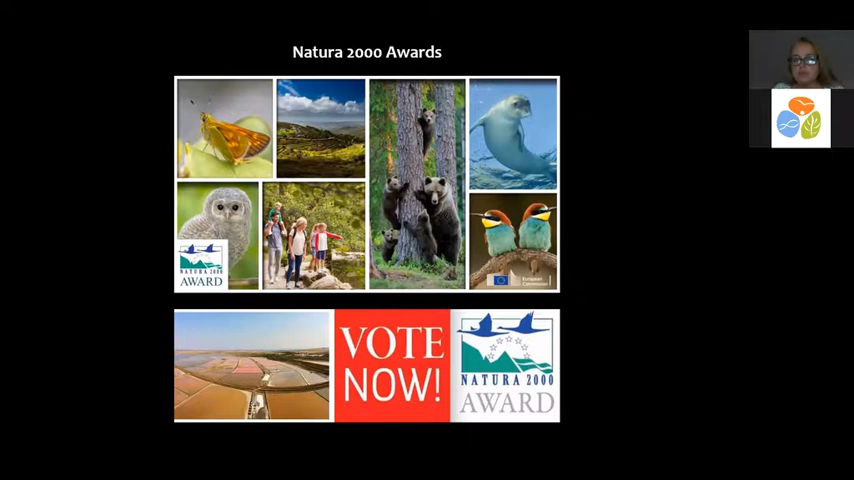 Natura 2000 Awards
NATURA 2000
AWARD
European
Commission
VOTE
NOW!
NATURA 2000
AWARD